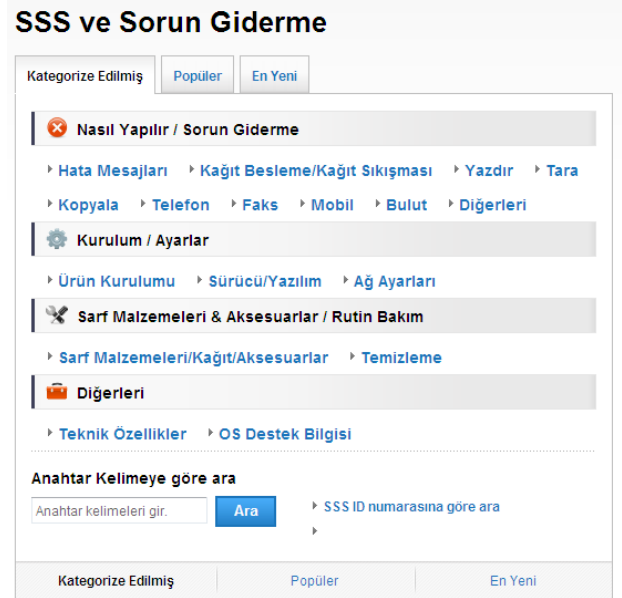 SSS ve Sorun Giderme
Kategorize Edilmiş Popüler En Yeni
Nasıl Yapılır / Sorun Giderme
Hata Mesajları Kağıt Besleme/Kağıt Sıkışması Yazdır Tara
Kopyala Telefon Faks Mobil Bulut Diğerleri
Kurulum / Ayarlar
Ürün Kurulumu Sürücü/Yazılım Ağ Ayarları
Sarf Malzemeleri & Aksesuarlar / Rutin Bakım
Sarf Malzemeleri/Kağıt/Aksesuarlar Temizleme
Diğerleri
Teknik Özellikler OS Destek Bilgisi
Anahtar Kelimeye göre ara
Anahtar kelimeleri gir. Ara SSS ID numarasına göre ara
Kategorize Edilmiş Popüler En Yeni